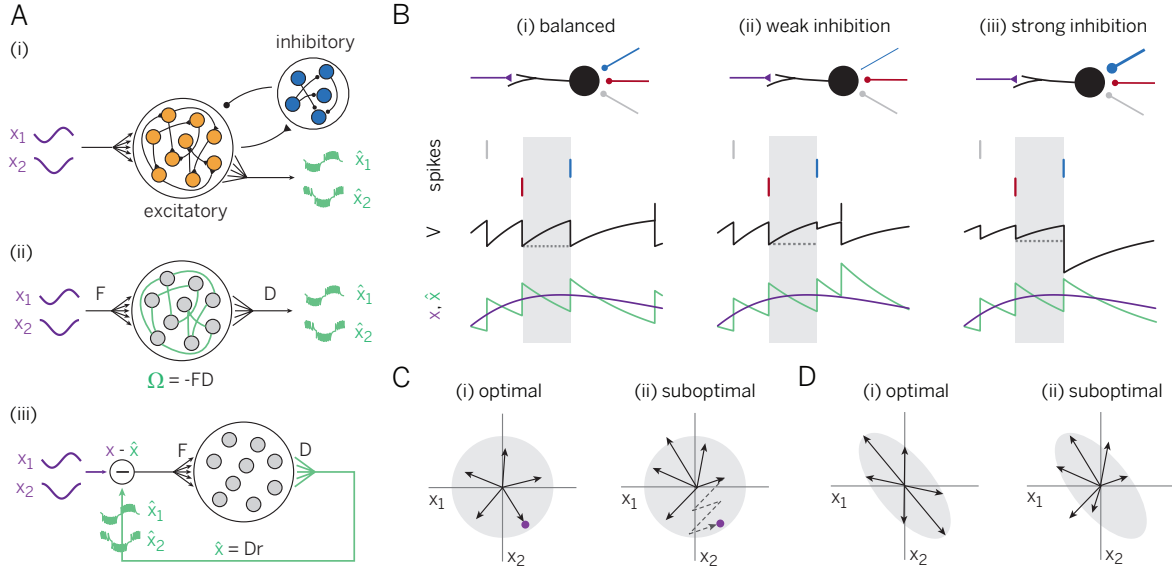 A
(i)
inhibitory
x₁
x₂
x̂₁
x̂₂
excitatory
(ii)
x₁
x₂
F
D
x̂₁
x̂₂
Ω = -FD
(iii)
x₁
x₂
x - x̂
F
D
x̂₁
x̂₂
x̂ = Dr
B
(i) balanced
(ii) weak inhibition
(iii) strong inhibition
spikes
V
x, x̂
C
(i) optimal
(ii) suboptimal
x₁
x₂
x₁
x₂
D
(i) optimal
(ii) suboptimal
x₁
x₂
x₁
x₂